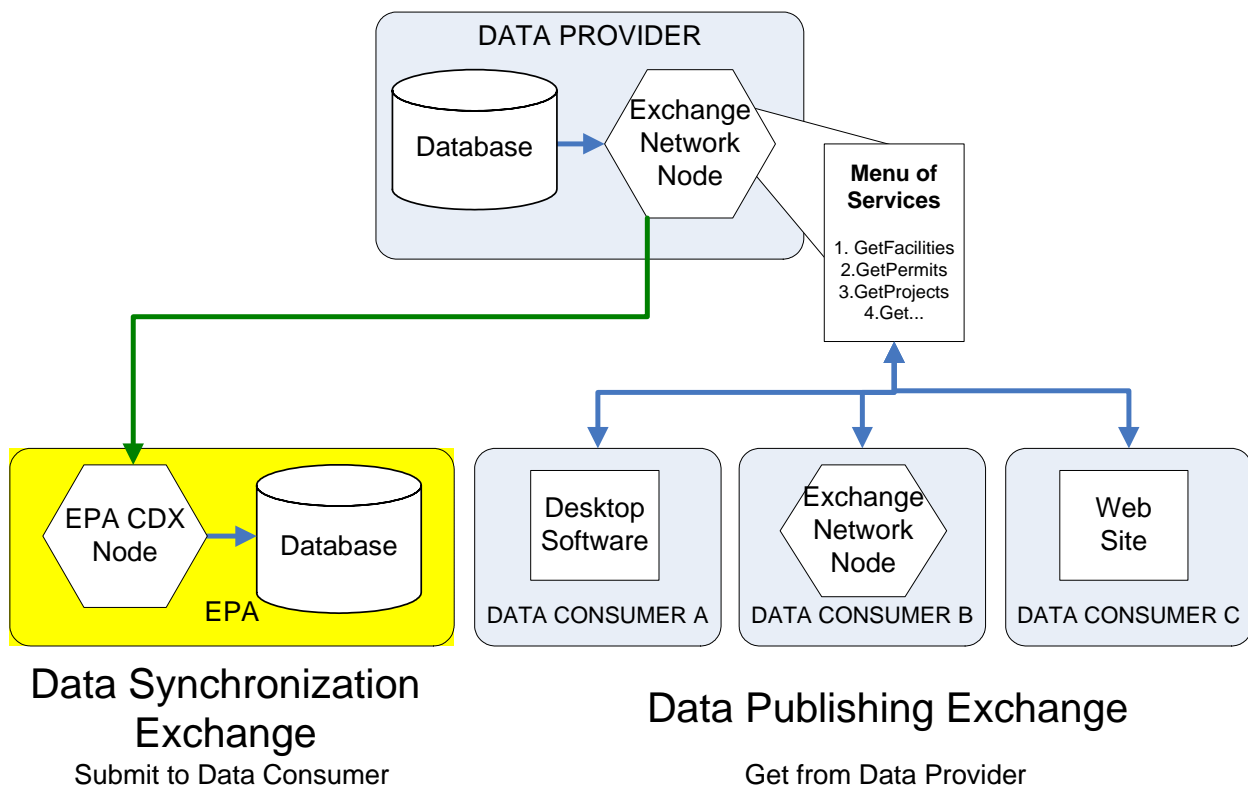 DATA PROVIDER
Database
Exchange
Network
Node
Menu of
Services
1. GetFacilities
2.GetPermits
3.GetProjects
4.Get...
EPA CDX
Node
Database
EPA
Desktop
Software
DATA CONSUMER A
Exchange
Network
Node
DATA CONSUMER B
Web
Site
DATA CONSUMER C
Data Synchronization
Exchange
Submit to Data Consumer
Data Publishing Exchange
Get from Data Provider